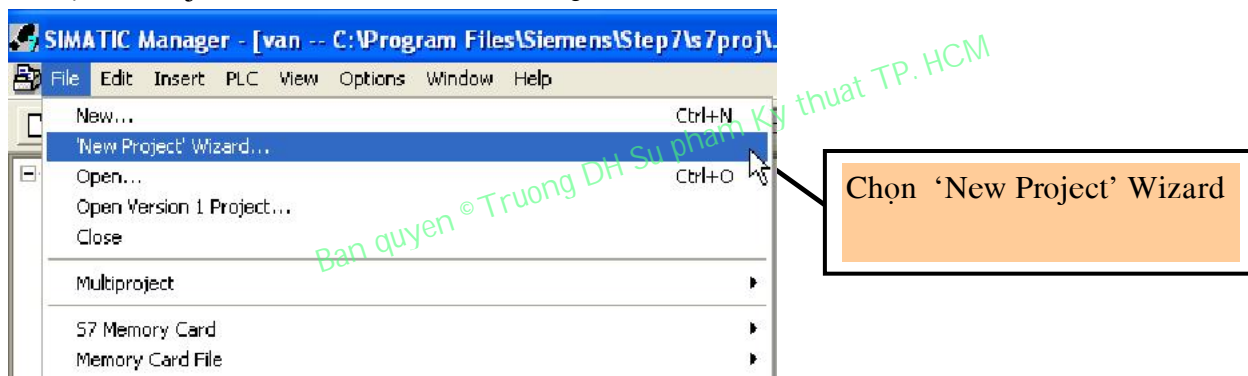 SIMATIC Manager - [van -- C:\Program Files\Siemens\Step7\s7proj\.
File Edit Insert PLC View Options Window Help
New... Ctrl+N
'New Project' Wizard...
Open... Ctrl+O
Open Version 1 Project...
Close
Multiproject
S7 Memory Card
Memory Card File
Chọn ‘New Project’ Wizard
Ban quyen © Truong DH Su pham Ky thuat TP. HCM